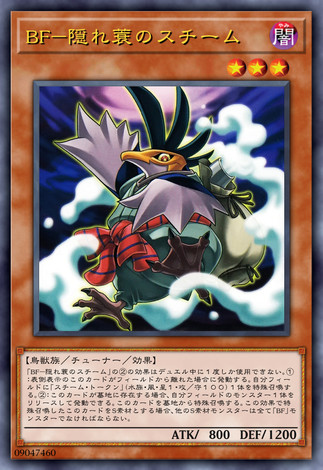 BF－隠れ蓑のスチーム
闇
やみ
【鳥獣族／チューナー／効果】
「BF－隠れ蓑のスチーム」の②の効果はデュエル中に１度しか使用できない。①
：表側表示のこのカードがフィールドから離れた場合に発動する。自分フィー
ルドに「スチーム・トークン」（水族・風・星１・攻／守１００）１体を特殊召喚す
る。②：このカードが墓地に存在する場合、自分フィールドのモンスター１体を
リリースして発動できる。このカードを墓地から特殊召喚する。この効果で特
殊召喚したこのカードをS素材とする場合、他のS素材モンスターは全て「BF」モ
ンスターでなければならない。
ATK/ 800 DEF/1200
09047460